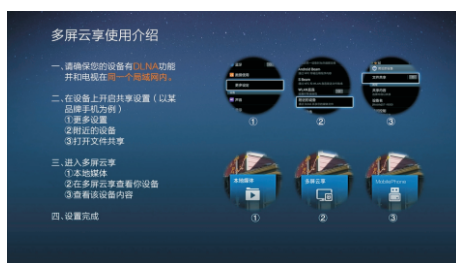 多屏云享使用介绍
一、请确保您的设备有DLNA功能
并和电视在同一个局域网内。
二、在设备上开启共享设置（以某
品牌手机为例）
①更多设置
②附近的设备
③打开文件共享
① ② ③
三、进入多屏云享
①本地媒体
②在多屏云享查看你设备
③查看该设备内容
本地媒体 多屏云享 MobilePhone
① ② ③
四、设置完成